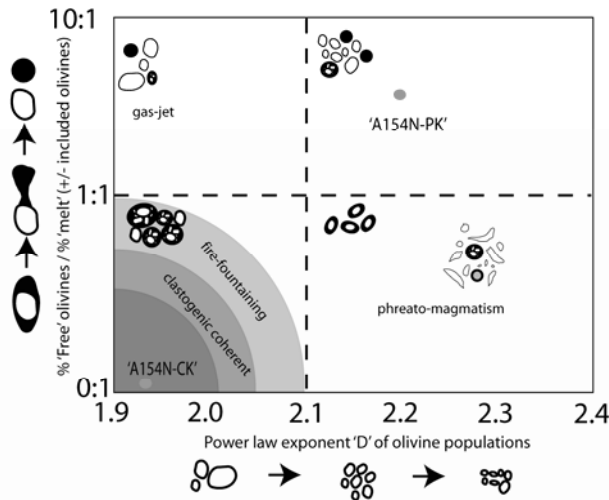 10:1
1:1
0:1
% 'Free' olivines / % 'melt' (+/- included olivines)
gas-jet
'A154N-PK'
fire-fountaining
clastogenic coherent
'A154N-CK'
phreato-magmatism
1.9 2.0 2.1 2.2 2.3 2.4
Power law exponent 'D' of olivine populations